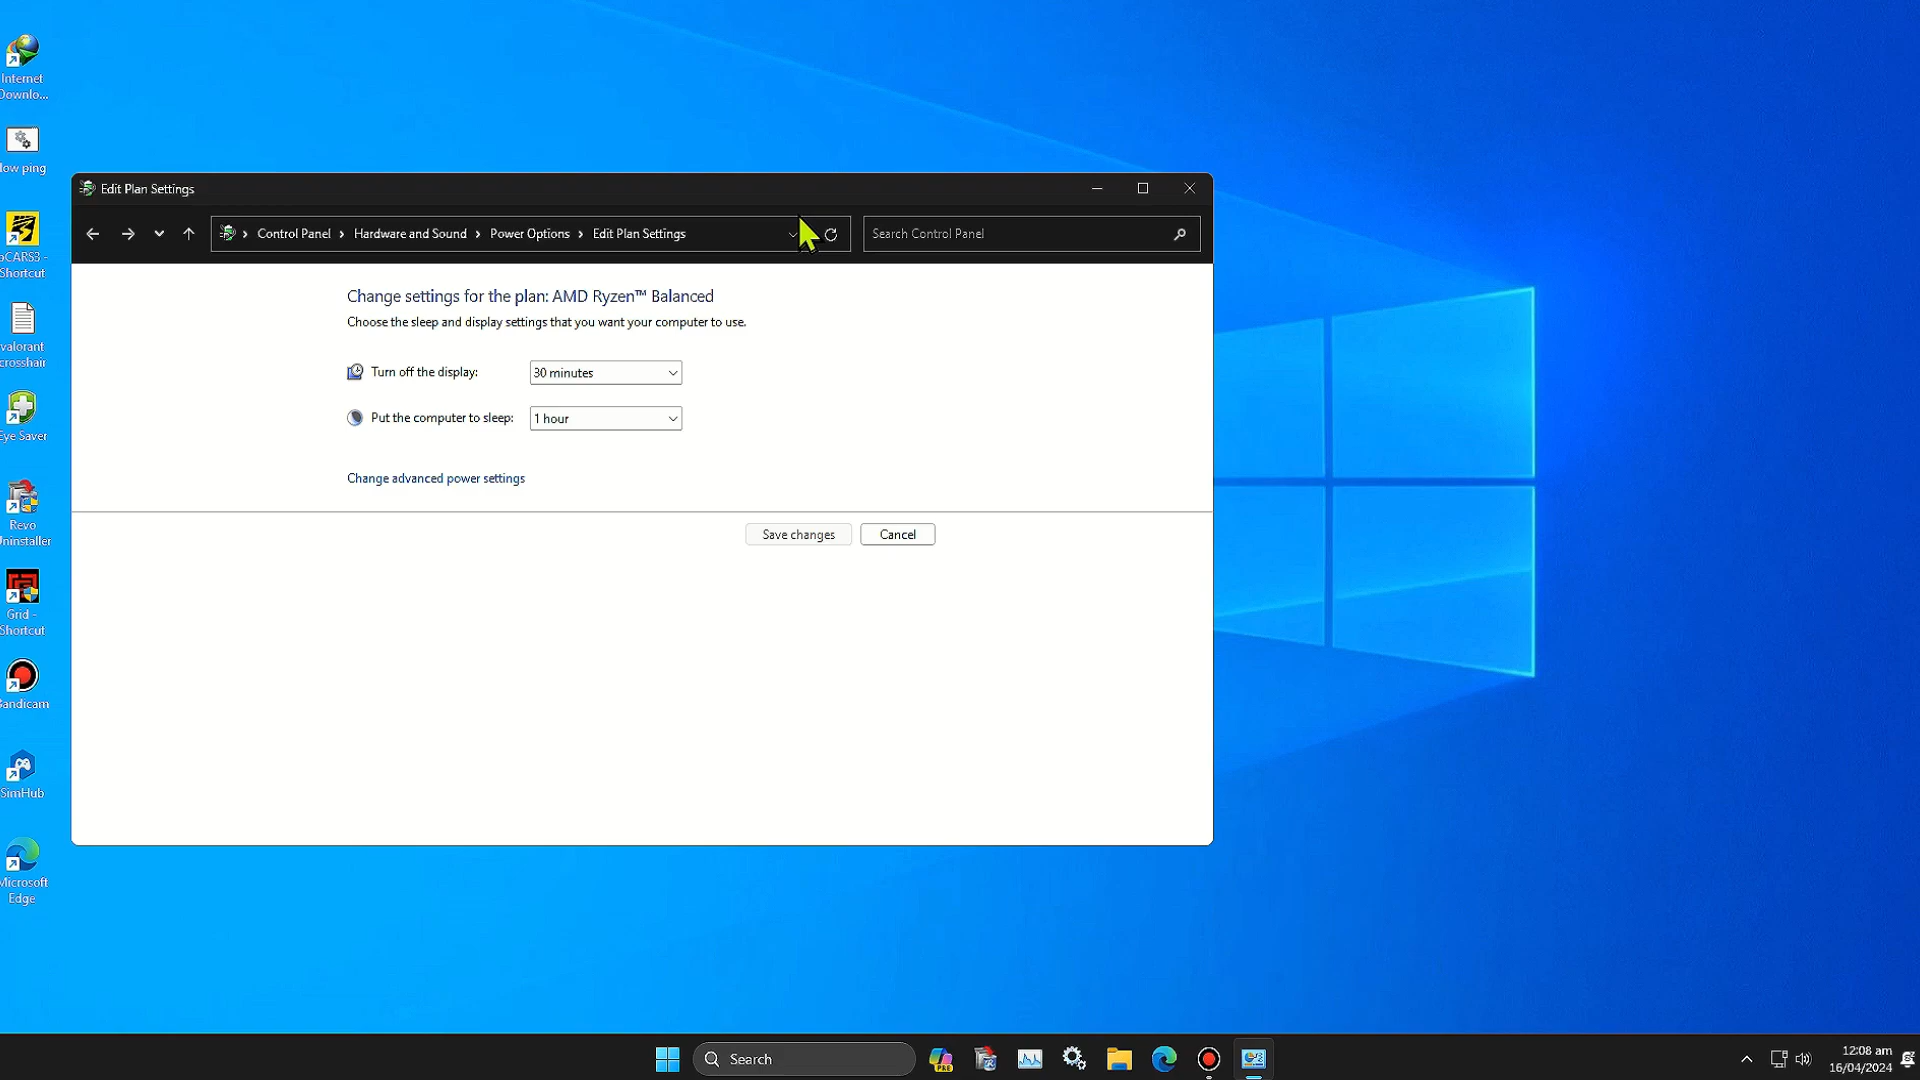 Internet
Downlo...
low ping
pCARS3 -
Shortcut
valorant
crosshair
Eye Saver
Revo
Uninstaller
Grid -
Shortcut
Bandicam
SimHub
Microsoft
Edge
Edit Plan Settings
Control Panel > Hardware and Sound > Power Options > Edit Plan Settings
Search Control Panel
Change settings for the plan: AMD Ryzen™ Balanced
Choose the sleep and display settings that you want your computer to use.
Turn off the display: 30 minutes
Put the computer to sleep: 1 hour
Change advanced power settings
Save changes Cancel
Search
PRE
12:08 am
16/04/2024